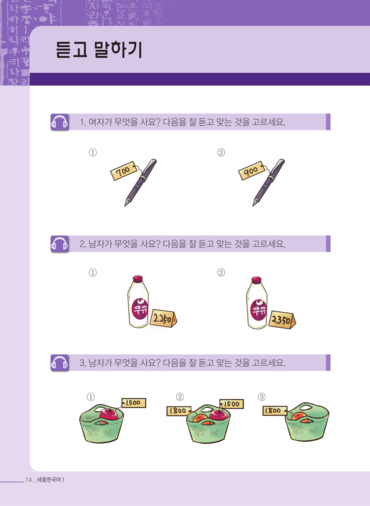 듣고 말하기
1. 여자가 무엇을 사요? 다음을 잘 듣고 맞는 것을 고르세요.
① ②
700 900
2. 남자가 무엇을 사요? 다음을 잘 듣고 맞는 것을 고르세요.
① ②
우유 우유
2,250 2,350
3. 남자가 무엇을 사요? 다음을 잘 듣고 맞는 것을 고르세요.
① ② ③
1500 1800 1500 1800
74 _ 세종한국어 1